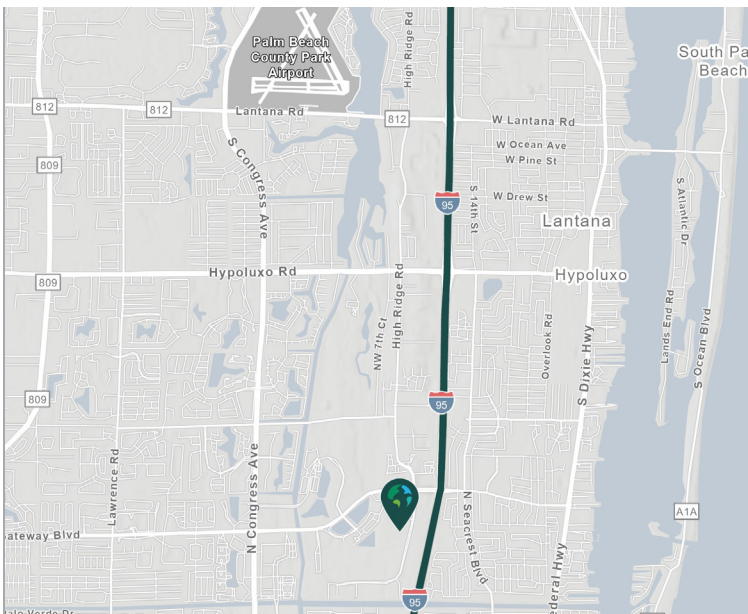 High Ridge Rd
Palm Beach
County Park
Airport
South Pa
Beach
812
812
Lantana Rd
812
W Lantana Rd
W Ocean Ave
W Pine St
809
S Congress Ave
S 14th St
W Drew St
S Atlantic Dr
95
Lantana
Hypoluxo Rd
Hypoluxo
809
High Ridge Rd
NW 7th Ct
Overlook Rd
Lands End Rd
S Ocean Blvd
S Dixie Hwy
809
95
Lawrence Rd
N Congress Ave
N Seacrest Blvd
A1A
ateway Blvd
ederal Hwy
95